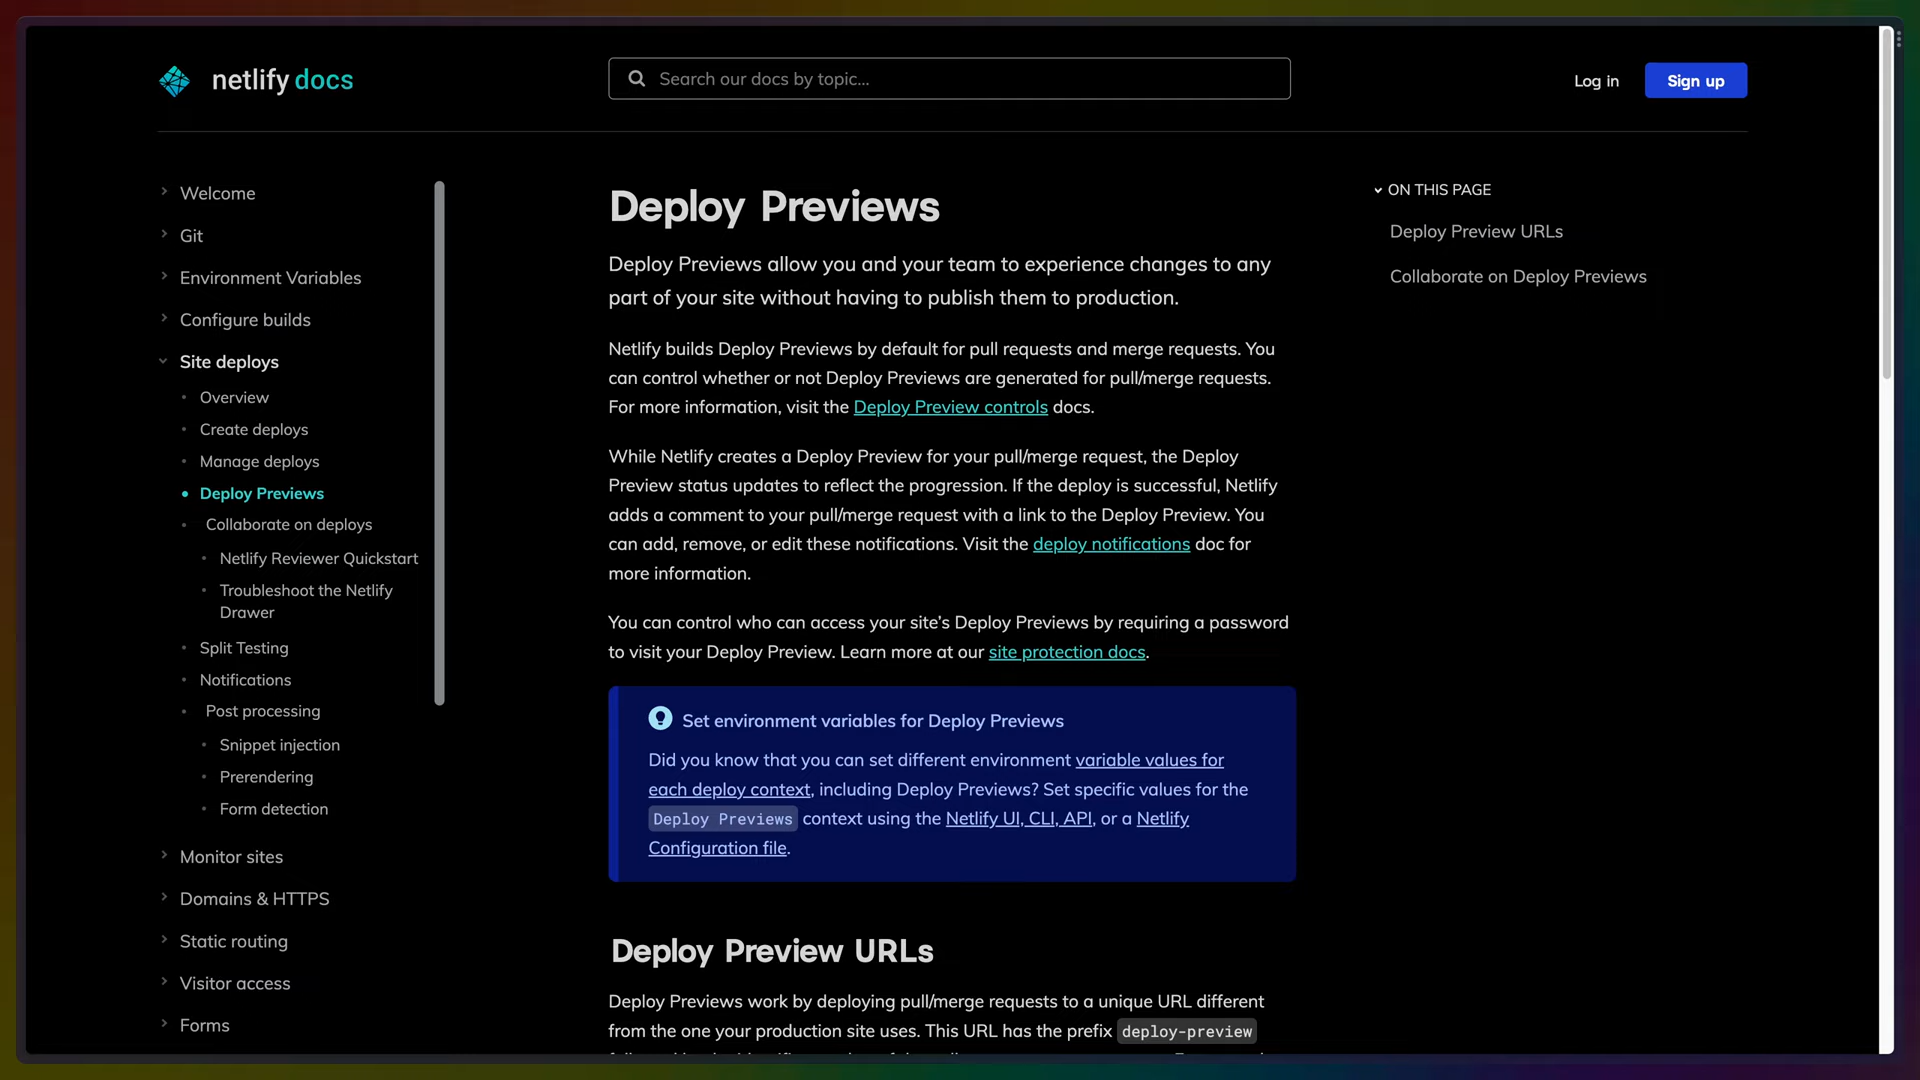 netlify docs
Search our docs by topic...
Log in
Sign up
Welcome
Git
Environment Variables
Configure builds
Site deploys
Overview
Create deploys
Manage deploys
Deploy Previews
Collaborate on deploys
Netlify Reviewer Quickstart
Troubleshoot the Netlify
Drawer
Split Testing
Notifications
Post processing
Snippet injection
Prerendering
Form detection
Monitor sites
Domains & HTTPS
Static routing
Visitor access
Forms
Deploy Previews
Deploy Previews allow you and your team to experience changes to any
part of your site without having to publish them to production.
Netlify builds Deploy Previews by default for pull requests and merge requests. You
can control whether or not Deploy Previews are generated for pull/merge requests.
For more information, visit the Deploy Preview controls docs.
While Netlify creates a Deploy Preview for your pull/merge request, the Deploy
Preview status updates to reflect the progression. If the deploy is successful, Netlify
adds a comment to your pull/merge request with a link to the Deploy Preview. You
can add, remove, or edit these notifications. Visit the deploy notifications doc for
more information.
You can control who can access your site's Deploy Previews by requiring a password
to visit your Deploy Preview. Learn more at our site protection docs.
Set environment variables for Deploy Previews
Did you know that you can set different environment variable values for
each deploy context, including Deploy Previews? Set specific values for the
Deploy Previews context using the Netlify UI, CLI, API, or a Netlify
Configuration file.
Deploy Preview URLs
Deploy Previews work by deploying pull/merge requests to a unique URL different
from the one your production site uses. This URL has the prefix deploy-preview
ON THIS PAGE
Deploy Preview URLs
Collaborate on Deploy Previews